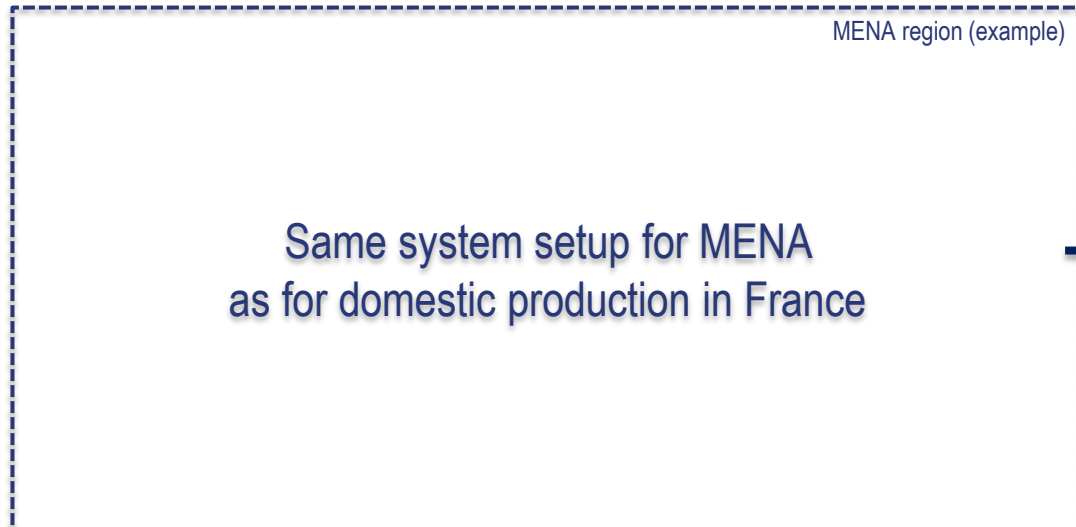 MENA region (example)
Same system setup for MENA
as for domestic production in France